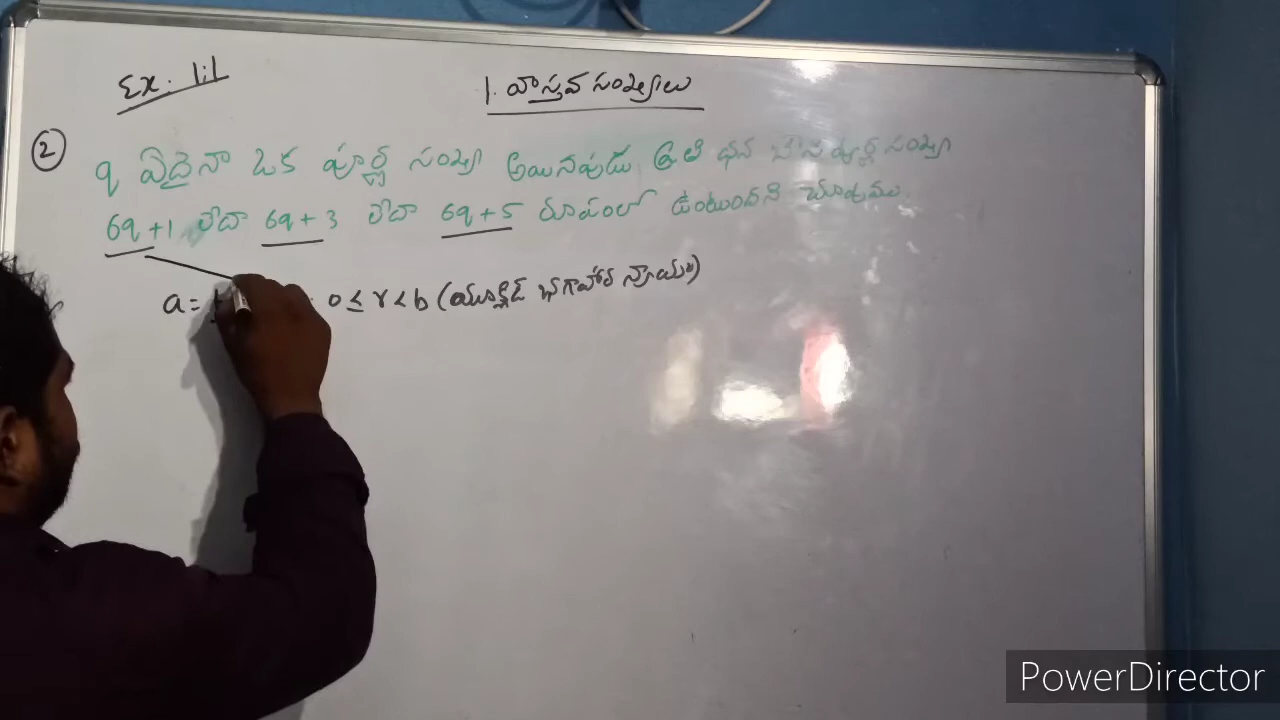 Ex: 1.1
1. వాస్తవ సంఖ్యలు
2
q ఏదైనా ఒక పూర్ణ సంఖ్య అయినపుడు ప్రతి ధన బేసి పూర్ణ సంఖ్య
6q+1 లేదా 6q+3 లేదా 6q+5 రూపంలో ఉంటుందని చూపుము.
a = 0 ≤ r < b (యూక్లిడ్ భాగాహార న్యాయం)
PowerDirector